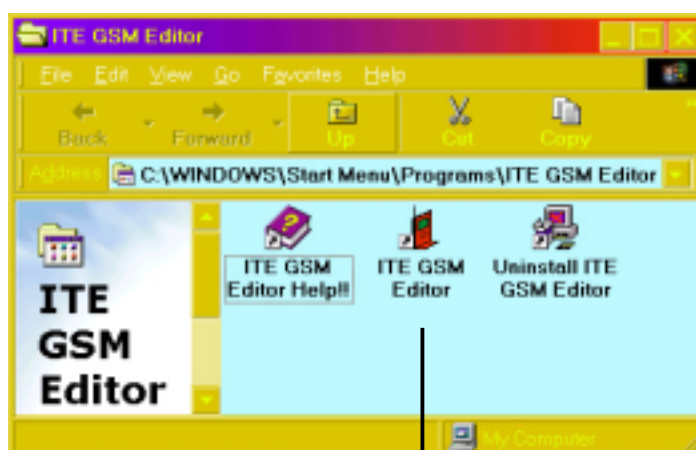 ITE GSM Editor
File Edit View Go Favorites Help
Back Forward Up Cut Copy
Address C:\WINDOWS\Start Menu\Programs\ITE GSM Editor
ITE
GSM
Editor
ITE GSM
Editor Help!!
ITE GSM
Editor
Uninstall ITE
GSM Editor
My Computer